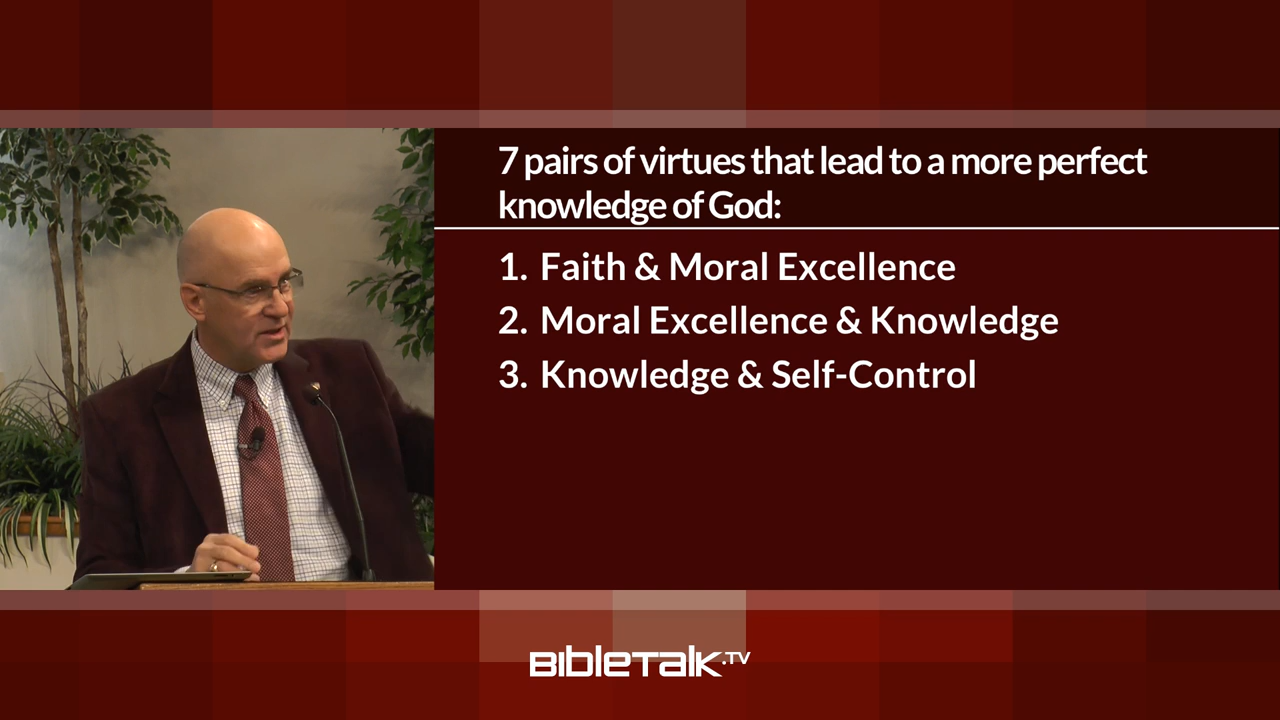 7 pairs of virtues that lead to a more perfect
knowledge of God:
1. Faith & Moral Excellence
2. Moral Excellence & Knowledge
3. Knowledge & Self-Control
BIBLETALK.TV